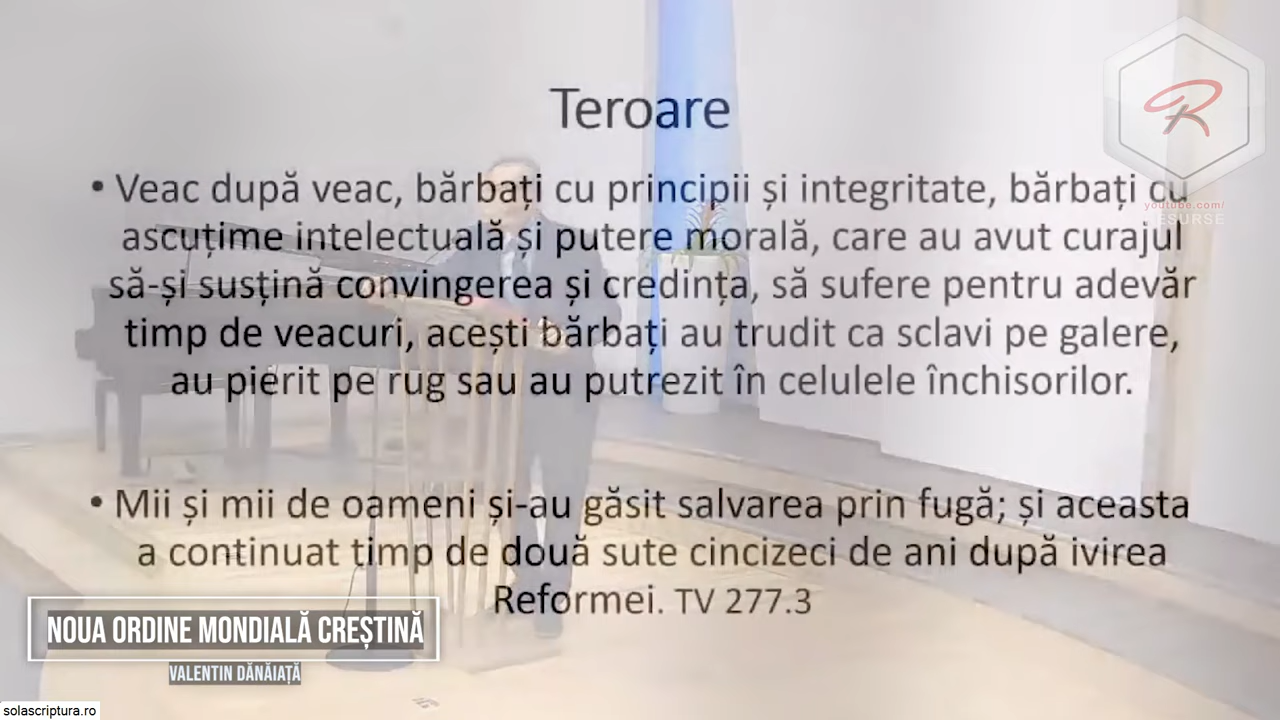 Teroare
• Veac după veac, bărbați cu principii și integritate, bărbați cu
ascuțime intelectuală și putere morală, care au avut curajul
să-și susțină convingerea și credința, să sufere pentru adevăr
timp de veacuri, acești bărbați au trudit ca sclavi pe galere,
au pierit pe rug sau au putrezit în celulele închisorilor.
• Mii și mii de oameni și-au găsit salvarea prin fugă; și aceasta
a continuat timp de două sute cincizeci de ani după ivirea
Reformei. TV 277.3
R
youtube.com/
RESURSE
NOUA ORDINE MONDIALĂ CREȘTINĂ
VALENTIN DĂNĂIAȚĂ
solascriptura.ro